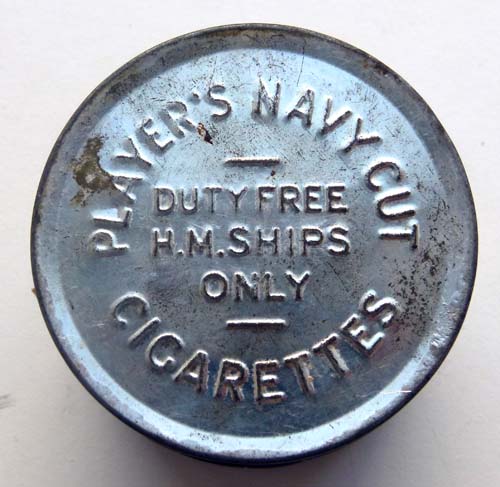 PLAYER'S NAVY CUT
DUTY FREE
H.M. SHIPS
ONLY
CIGARETTES